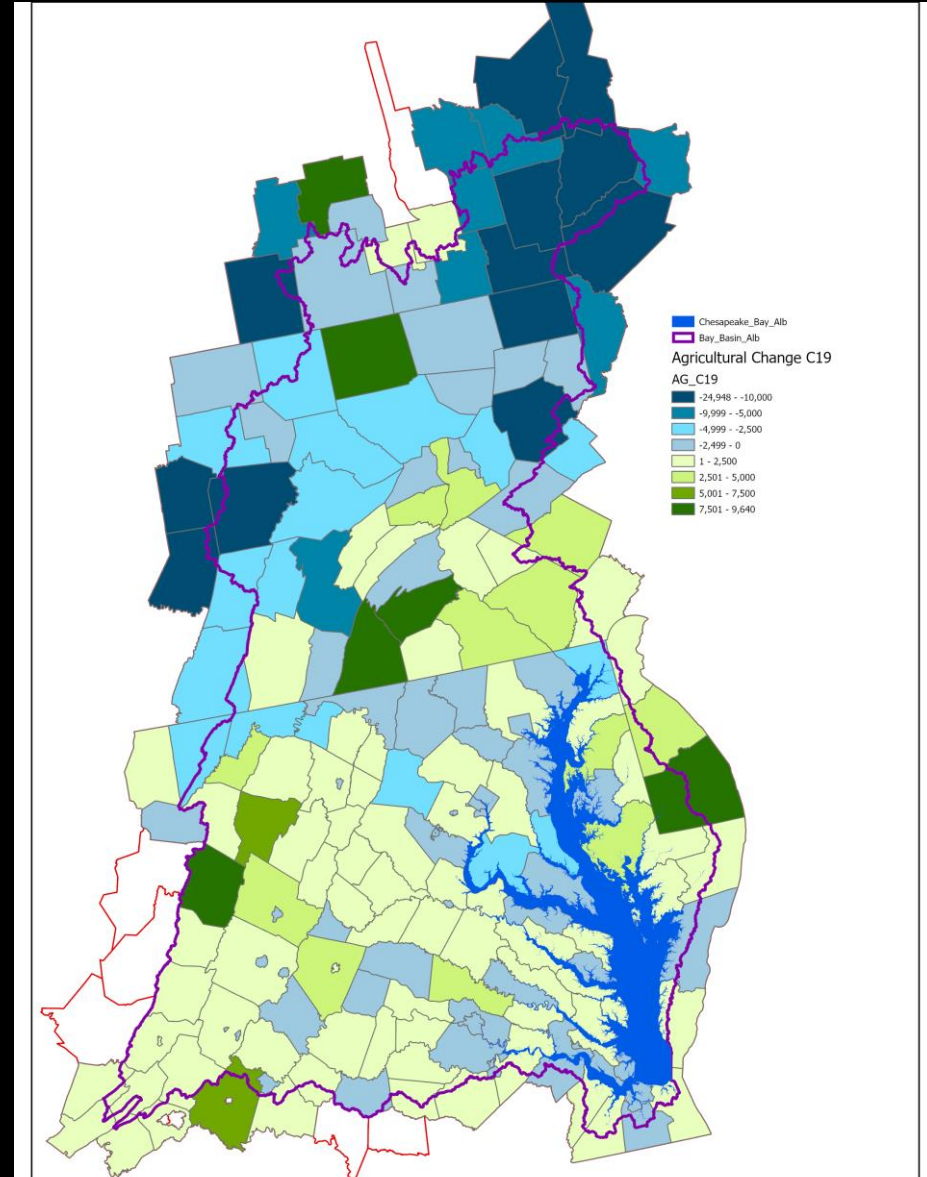 Chesapeake_Bay_Alb
Bay_Basin_Alb
Agricultural Change C19
AG_C19
-24,948 - -10,000
-9,999 - -5,000
-4,999 - -2,500
-2,499 - 0
1 - 2,500
2,501 - 5,000
5,001 - 7,500
7,501 - 9,640